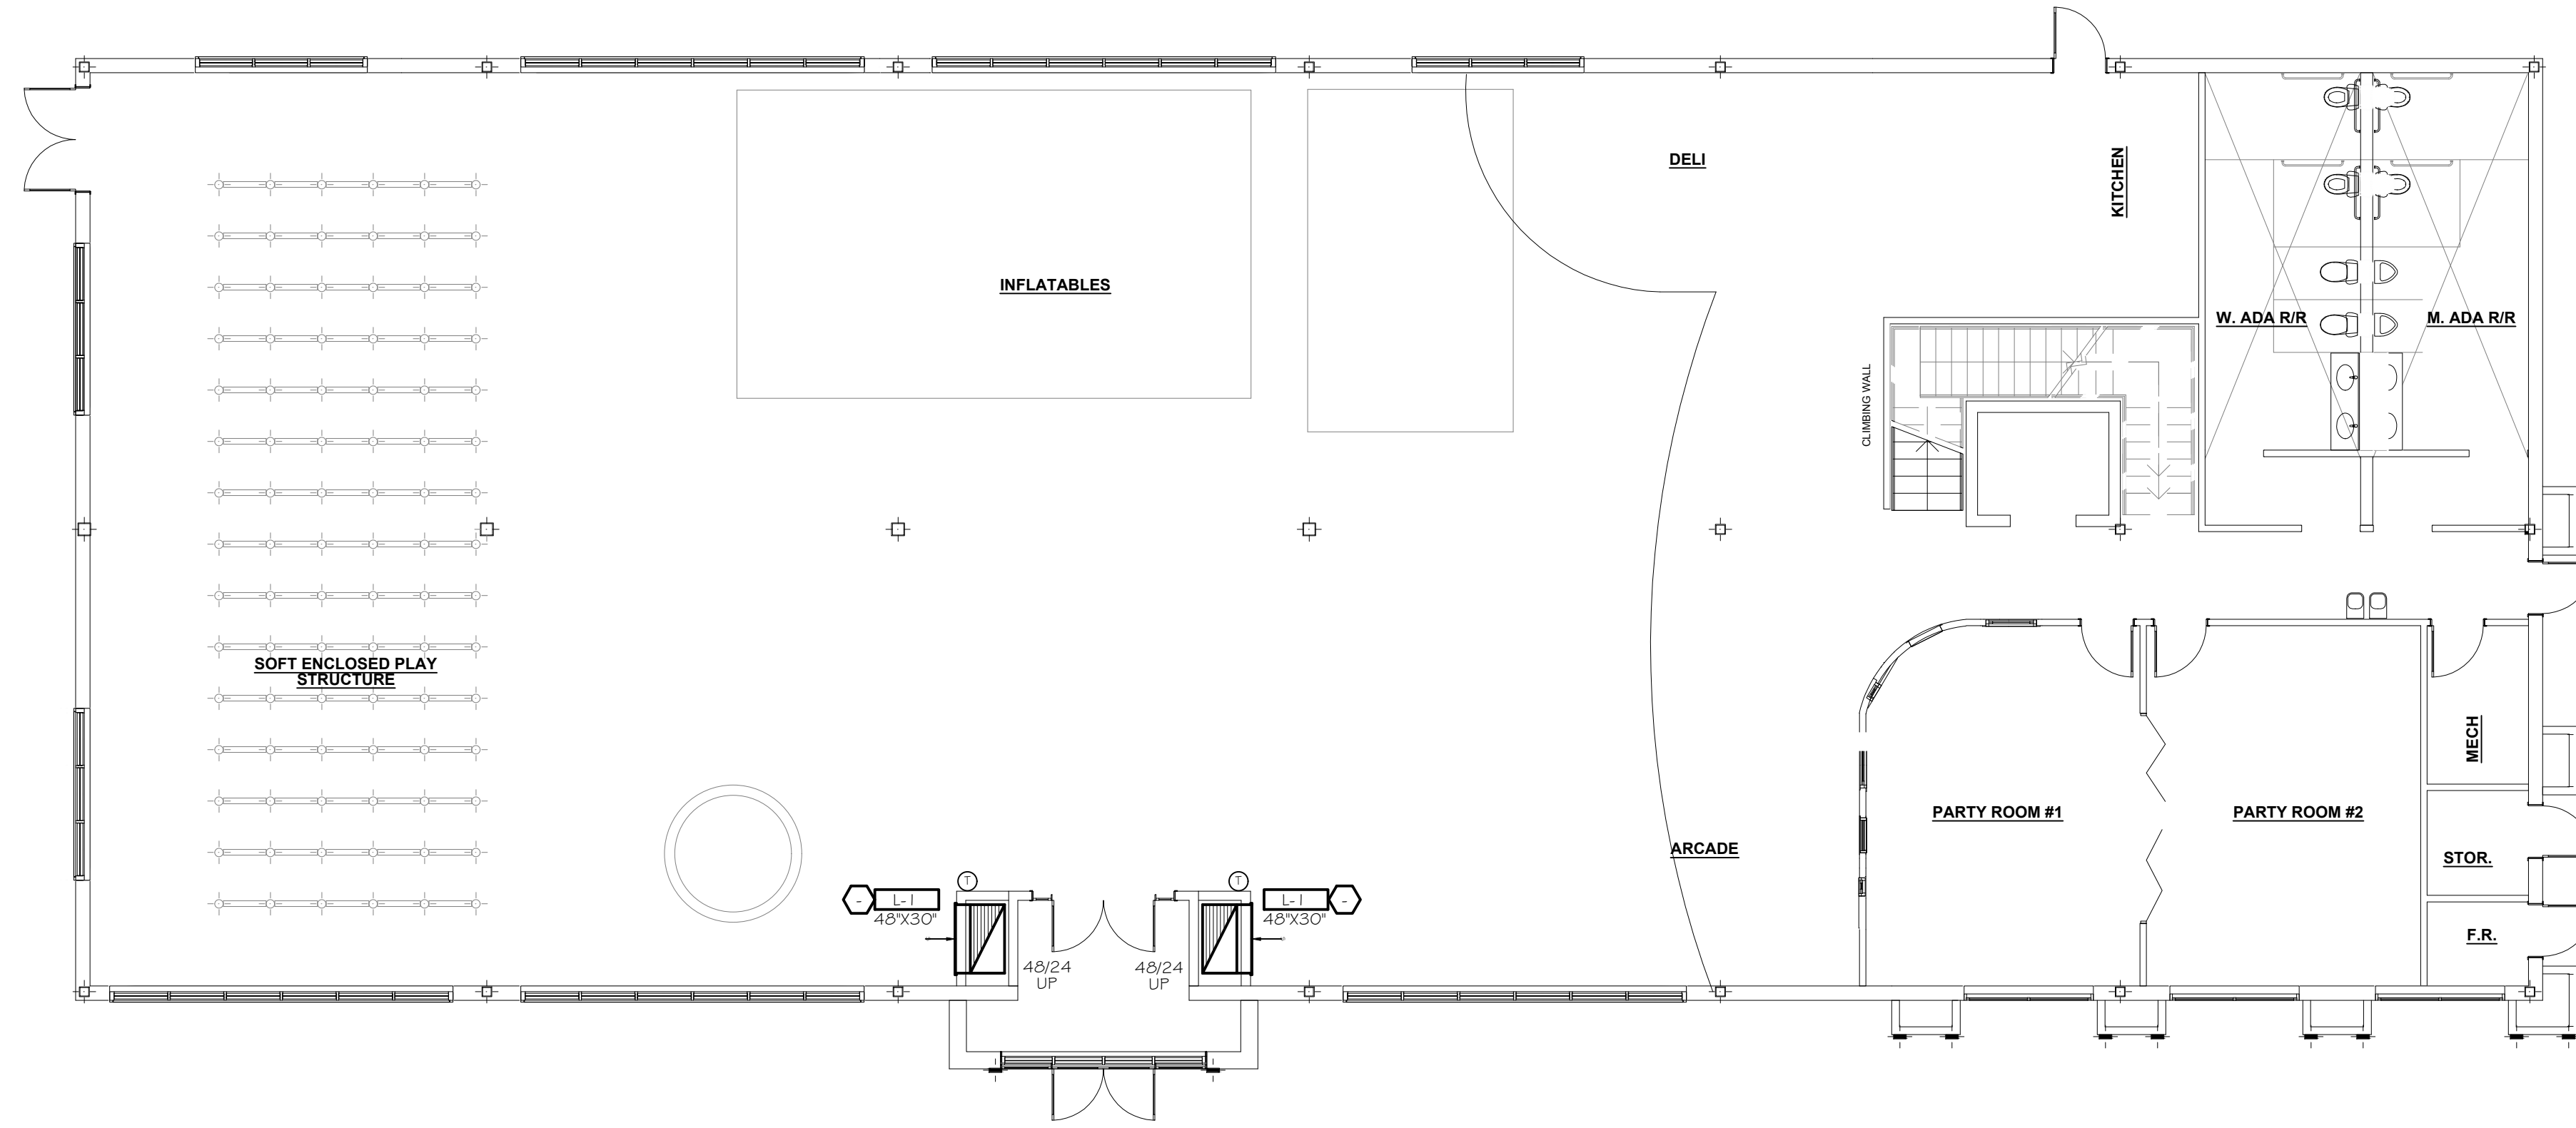 DELI
KITCHEN
INFLATABLES
W. ADA R/R
M. ADA R/R
CLIMBING WALL
SOFT ENCLOSED PLAY
STRUCTURE
MECH
PARTY ROOM #1
PARTY ROOM #2
ARCADE
STOR.
T
T
- L-1
48"X30"
L-1 -
48"X30"
F.R.
48/24
UP
48/24
UP